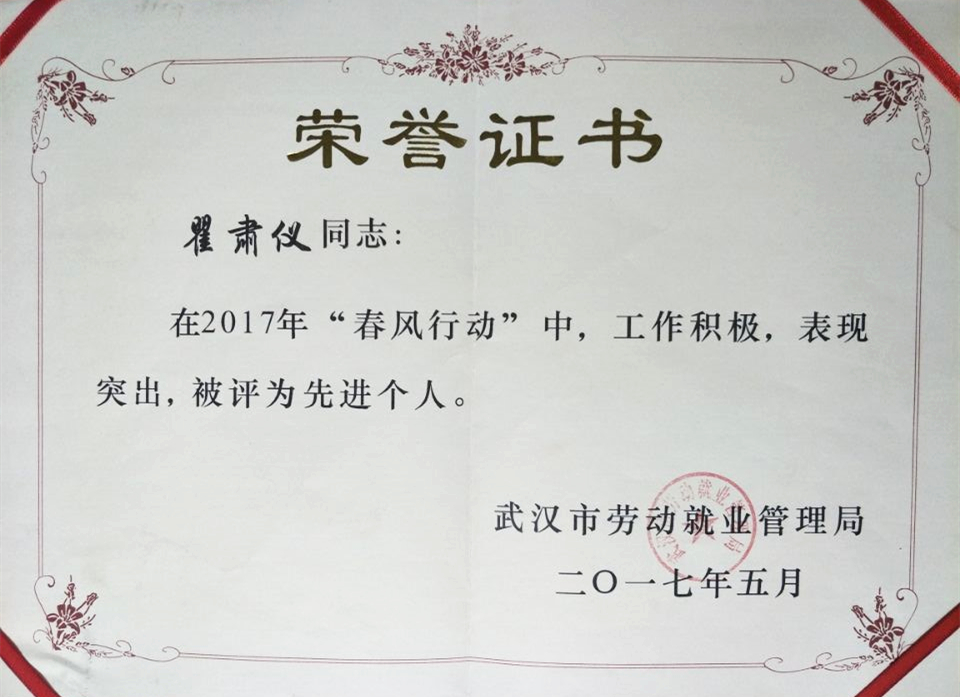 荣誉证书
瞿肃仪同志：
在2017年“春风行动”中，工作积极，表现
突出，被评为先进个人。
武汉市劳动就业管理局
二〇一七年五月